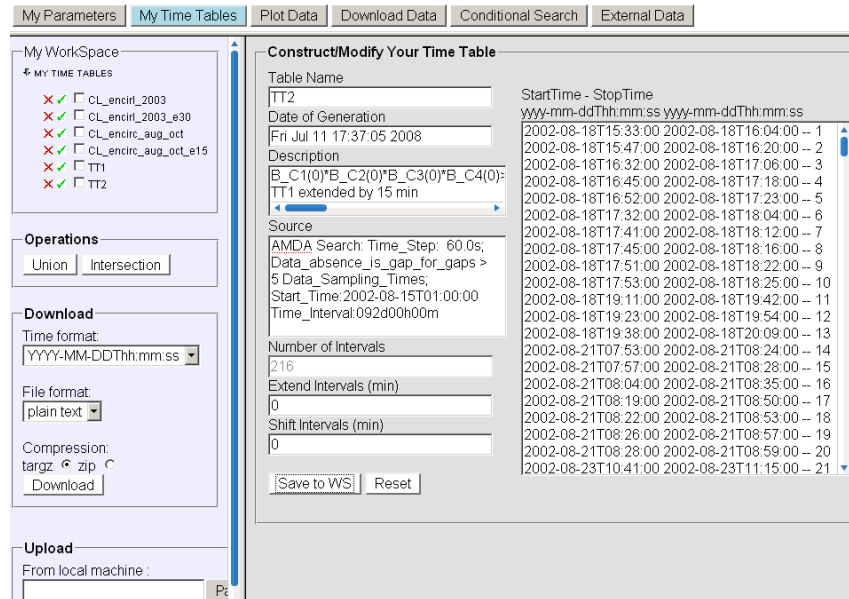 My Parameters
My Time Tables
Plot Data
Download Data
Conditional Search
External Data
My WorkSpace
MY TIME TABLES
CL_encirl_2003
CL_encirl_2003_e30
CL_encirc_aug_oct
CL_encirc_aug_oct_e15
TT1
TT2
Operations
Union
Intersection
Download
Time format:
YYYY-MM-DDThh:mm:ss
File format:
plain text
Compression:
targz zip
Download
Upload
From local machine :
Construct/Modify Your Time Table
Table Name
TT2
Date of Generation
Fri Jul 11 17:37:05 2008
Description
B_C1(0)*B_C2(0)*B_C3(0)*B_C4(0)
TT1 extended by 15 min
Source
AMDA Search: Time_Step: 60.0s;
Data_absence_is_gap_for_gaps >
5 Data_Sampling_Times;
Start_Time:2002-08-15T01:00:00
Time_Interval:092d00h00m
Number of Intervals
216
Extend Intervals (min)
0
Shift Intervals (min)
0
Save to WS
Reset
StartTime - StopTime
yyyy-mm-ddThh:mm:ss yyyy-mm-ddThh:mm:ss
2002-08-18T15:33:00 2002-08-18T16:04:00 -- 1
2002-08-18T15:47:00 2002-08-18T16:20:00 -- 2
2002-08-18T16:32:00 2002-08-18T17:06:00 -- 3
2002-08-18T16:45:00 2002-08-18T17:18:00 -- 4
2002-08-18T16:52:00 2002-08-18T17:23:00 -- 5
2002-08-18T17:32:00 2002-08-18T18:04:00 -- 6
2002-08-18T17:41:00 2002-08-18T18:12:00 -- 7
2002-08-18T17:45:00 2002-08-18T18:16:00 -- 8
2002-08-18T17:51:00 2002-08-18T18:22:00 -- 9
2002-08-18T17:53:00 2002-08-18T18:25:00 -- 10
2002-08-18T19:11:00 2002-08-18T19:42:00 -- 11
2002-08-18T19:23:00 2002-08-18T19:54:00 -- 12
2002-08-18T19:38:00 2002-08-18T20:09:00 -- 13
2002-08-21T07:53:00 2002-08-21T08:24:00 -- 14
2002-08-21T07:57:00 2002-08-21T08:28:00 -- 15
2002-08-21T08:04:00 2002-08-21T08:35:00 -- 16
2002-08-21T08:19:00 2002-08-21T08:50:00 -- 17
2002-08-21T08:22:00 2002-08-21T08:53:00 -- 18
2002-08-21T08:26:00 2002-08-21T08:57:00 -- 19
2002-08-21T08:28:00 2002-08-21T08:59:00 -- 20
2002-08-23T10:41:00 2002-08-23T11:15:00 -- 21